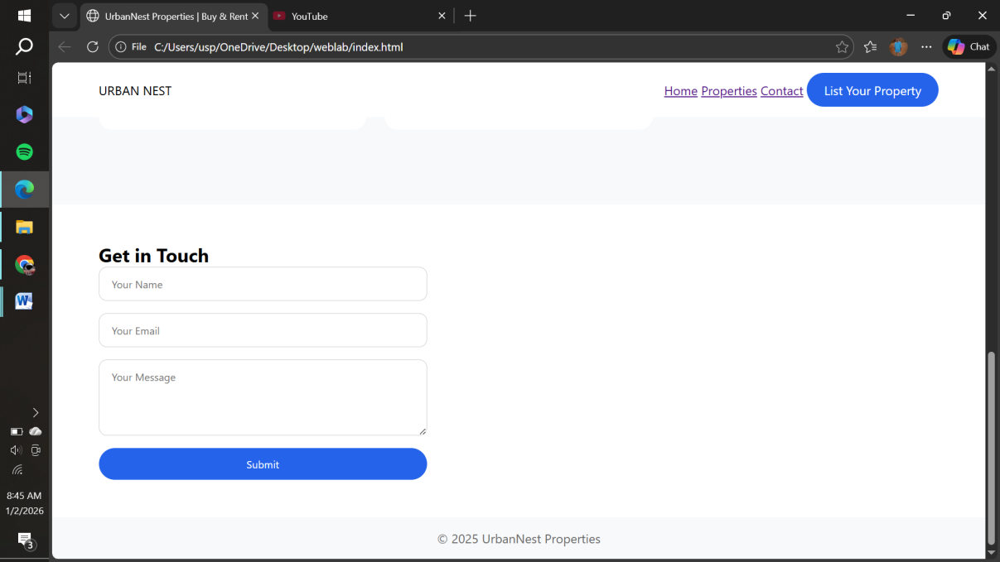 UrbanNest Properties | Buy & Rent
YouTube
File C:/Users/usp/OneDrive/Desktop/weblab/index.html
Chat
URBAN NEST
Home Properties Contact List Your Property
Get in Touch
Your Name
Your Email
Your Message
Submit
© 2025 UrbanNest Properties
8:45 AM
1/2/2026
3